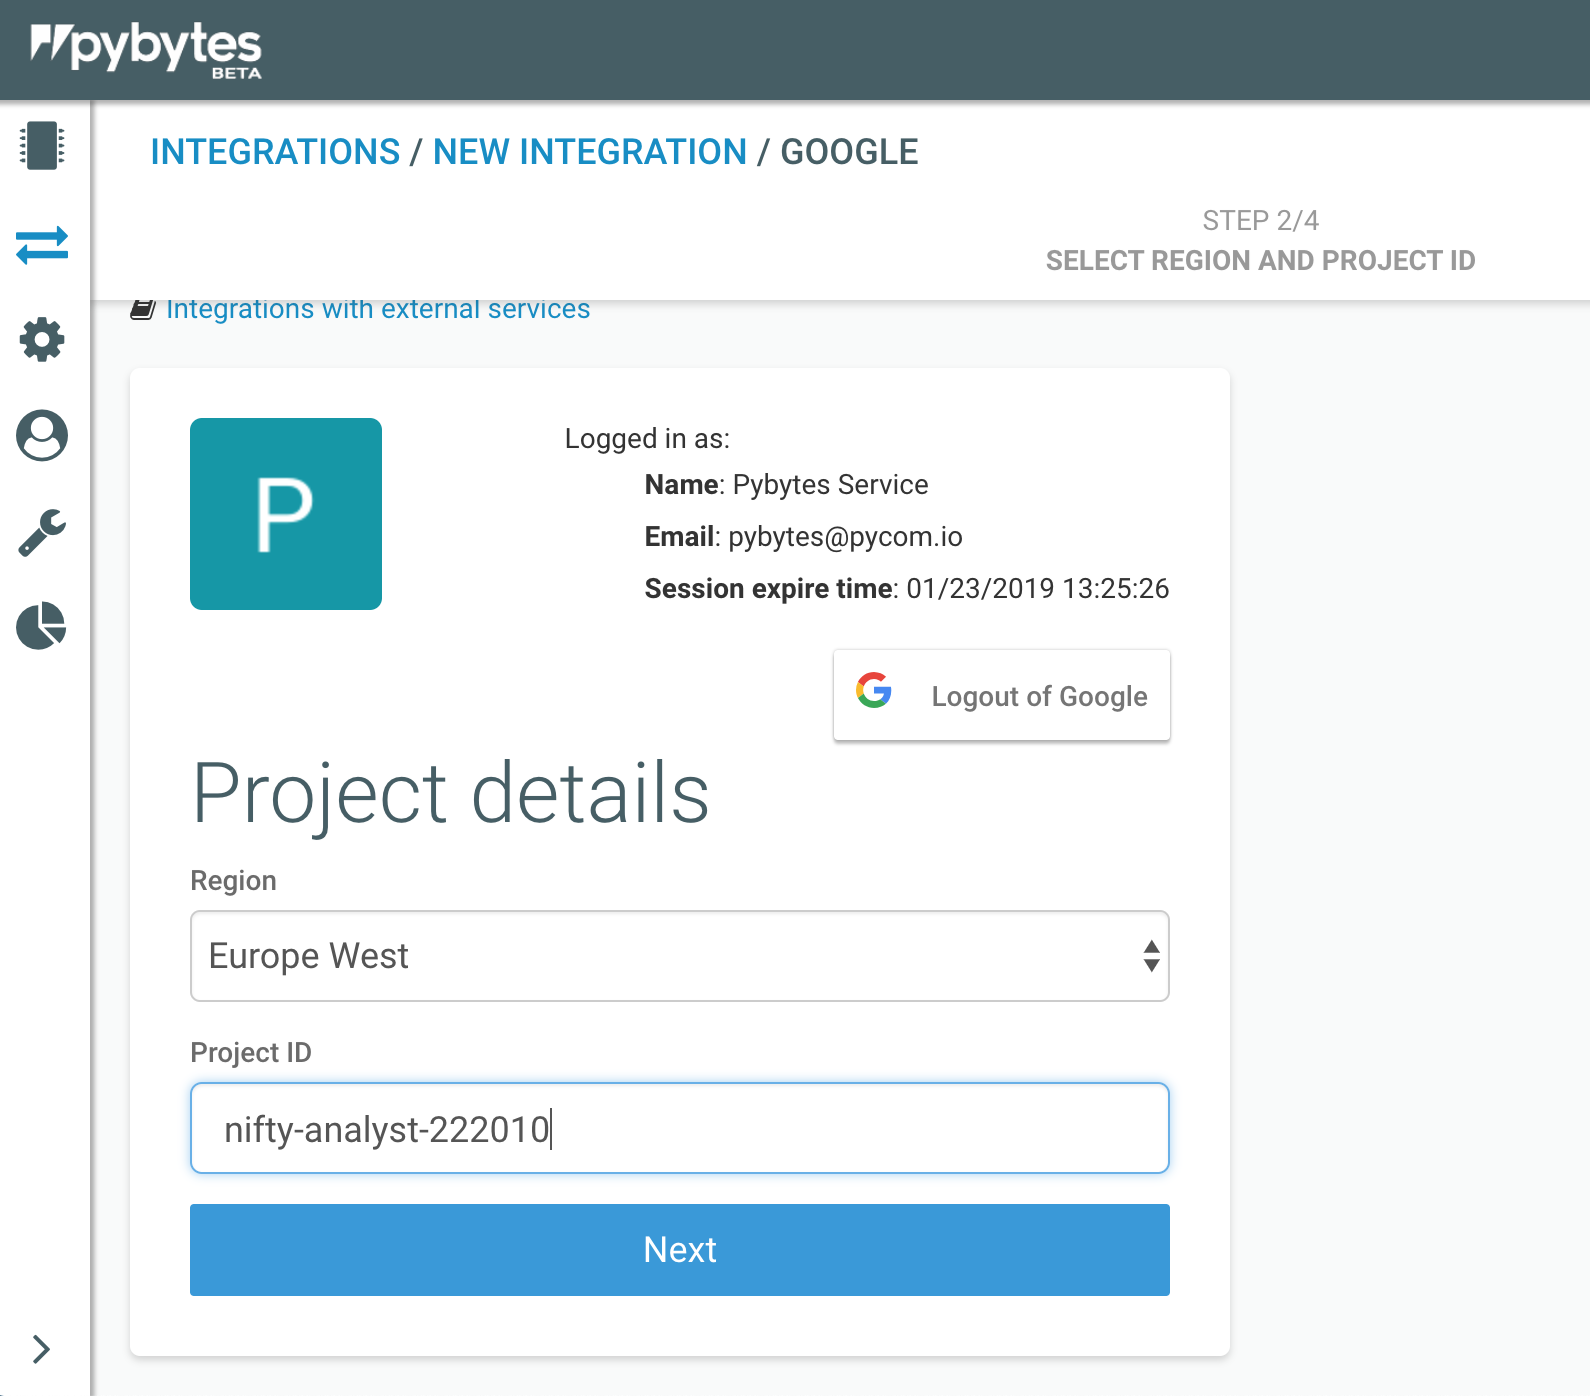 pybytes
BETA
INTEGRATIONS / NEW INTEGRATION / GOOGLE
STEP 2/4
SELECT REGION AND PROJECT ID
Integrations with external services
P
Logged in as:
Name: Pybytes Service
Email: pybytes@pycom.io
Session expire time: 01/23/2019 13:25:26
Logout of Google
Project details
Region
Europe West
Project ID
nifty-analyst-222010
Next